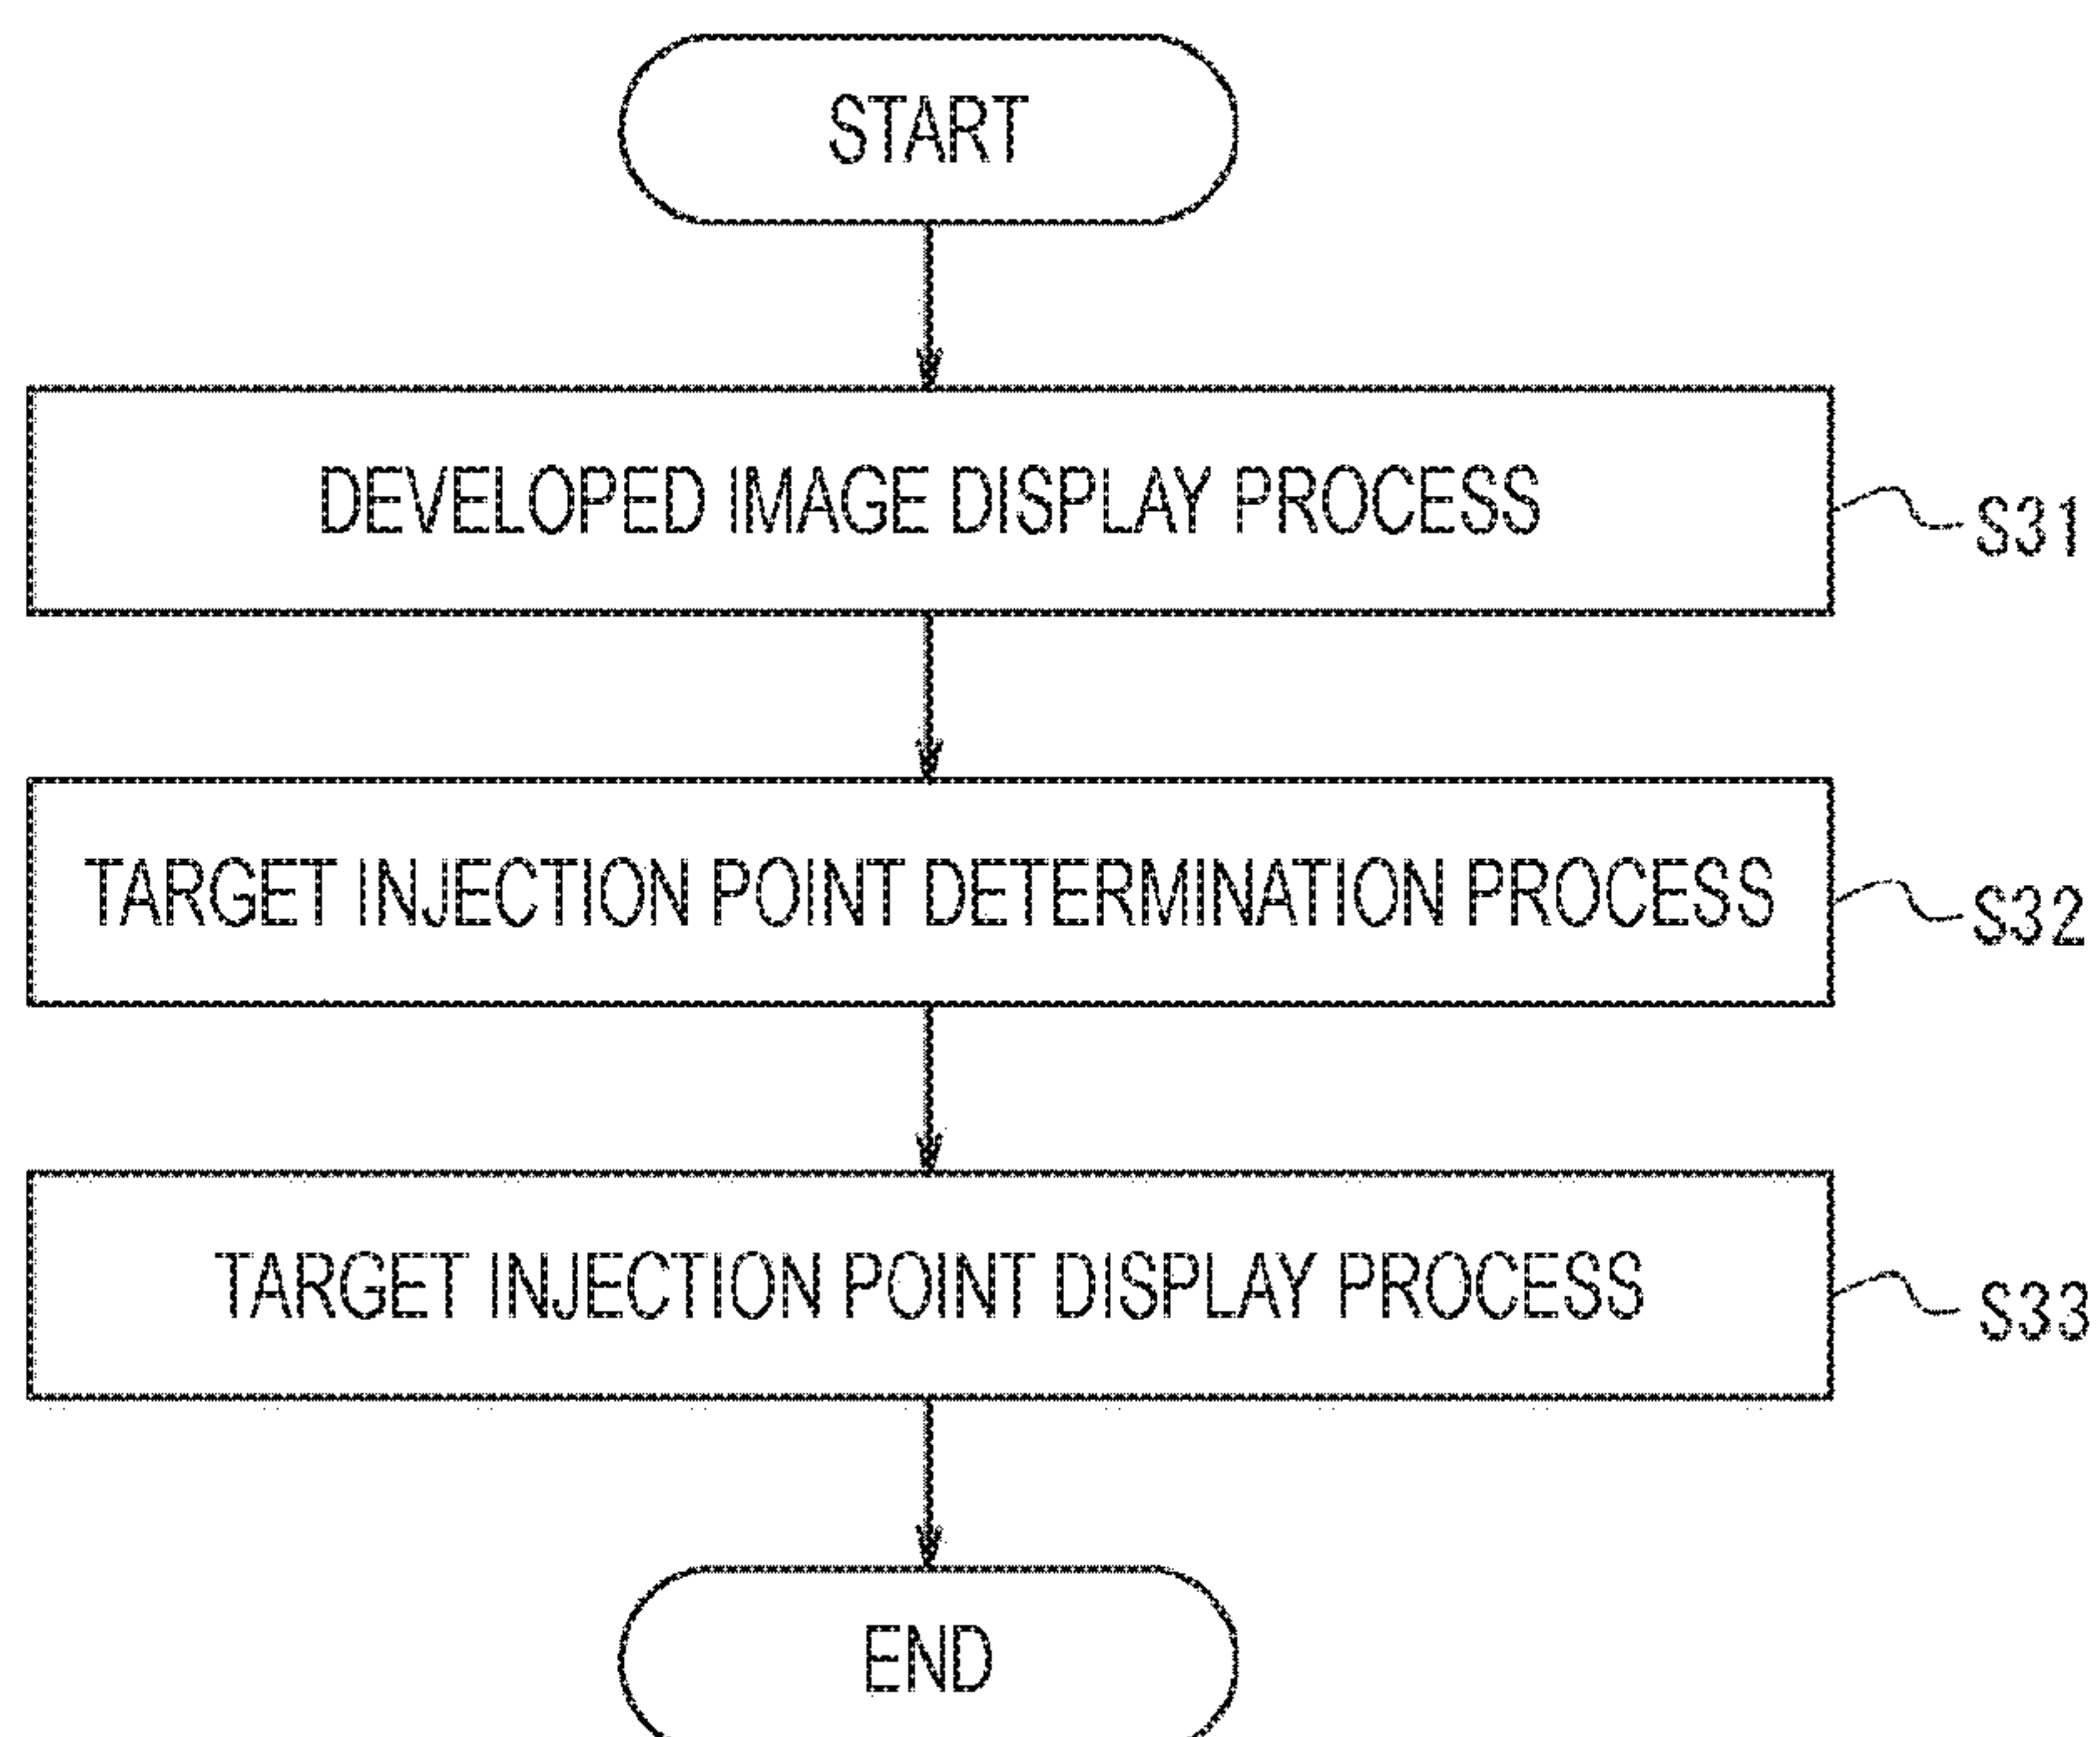 START
DEVELOPED IMAGE DISPLAY PROCESS
S31
TARGET INJECTION POINT DETERMINATION PROCESS
S32
TARGET INJECTION POINT DISPLAY PROCESS
S33
END